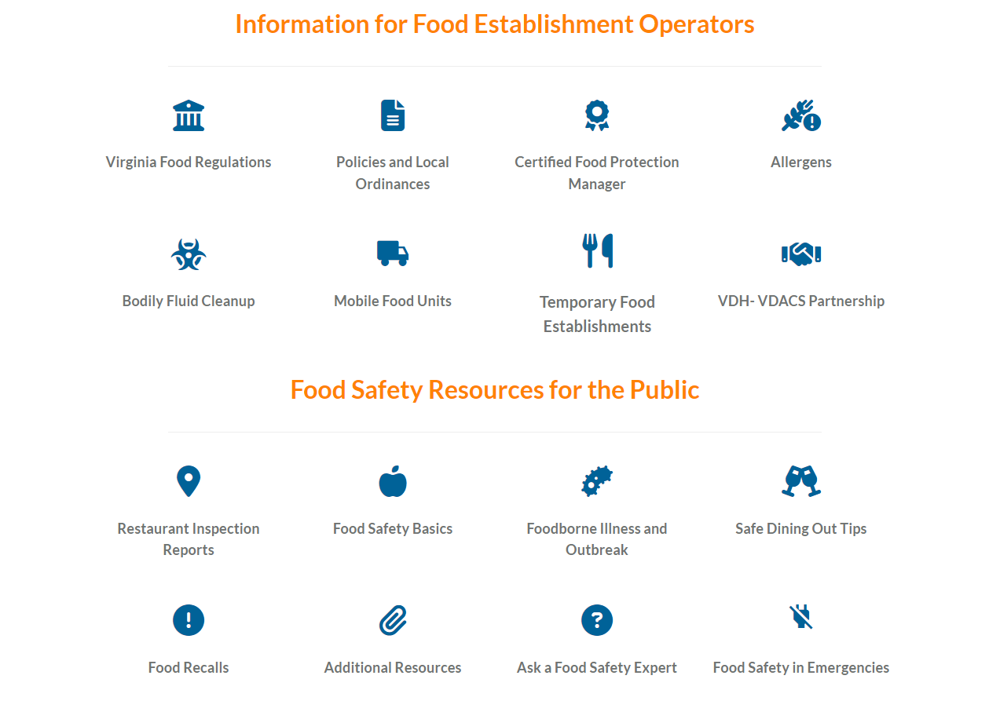 Information for Food Establishment Operators
Virginia Food Regulations
Policies and Local
Ordinances
Certified Food Protection
Manager
Allergens
Bodily Fluid Cleanup
Mobile Food Units
Temporary Food
Establishments
VDH- VDACS Partnership
Food Safety Resources for the Public
Restaurant Inspection
Reports
Food Safety Basics
Foodborne Illness and
Outbreak
Safe Dining Out Tips
Food Recalls
Additional Resources
Ask a Food Safety Expert
Food Safety in Emergencies